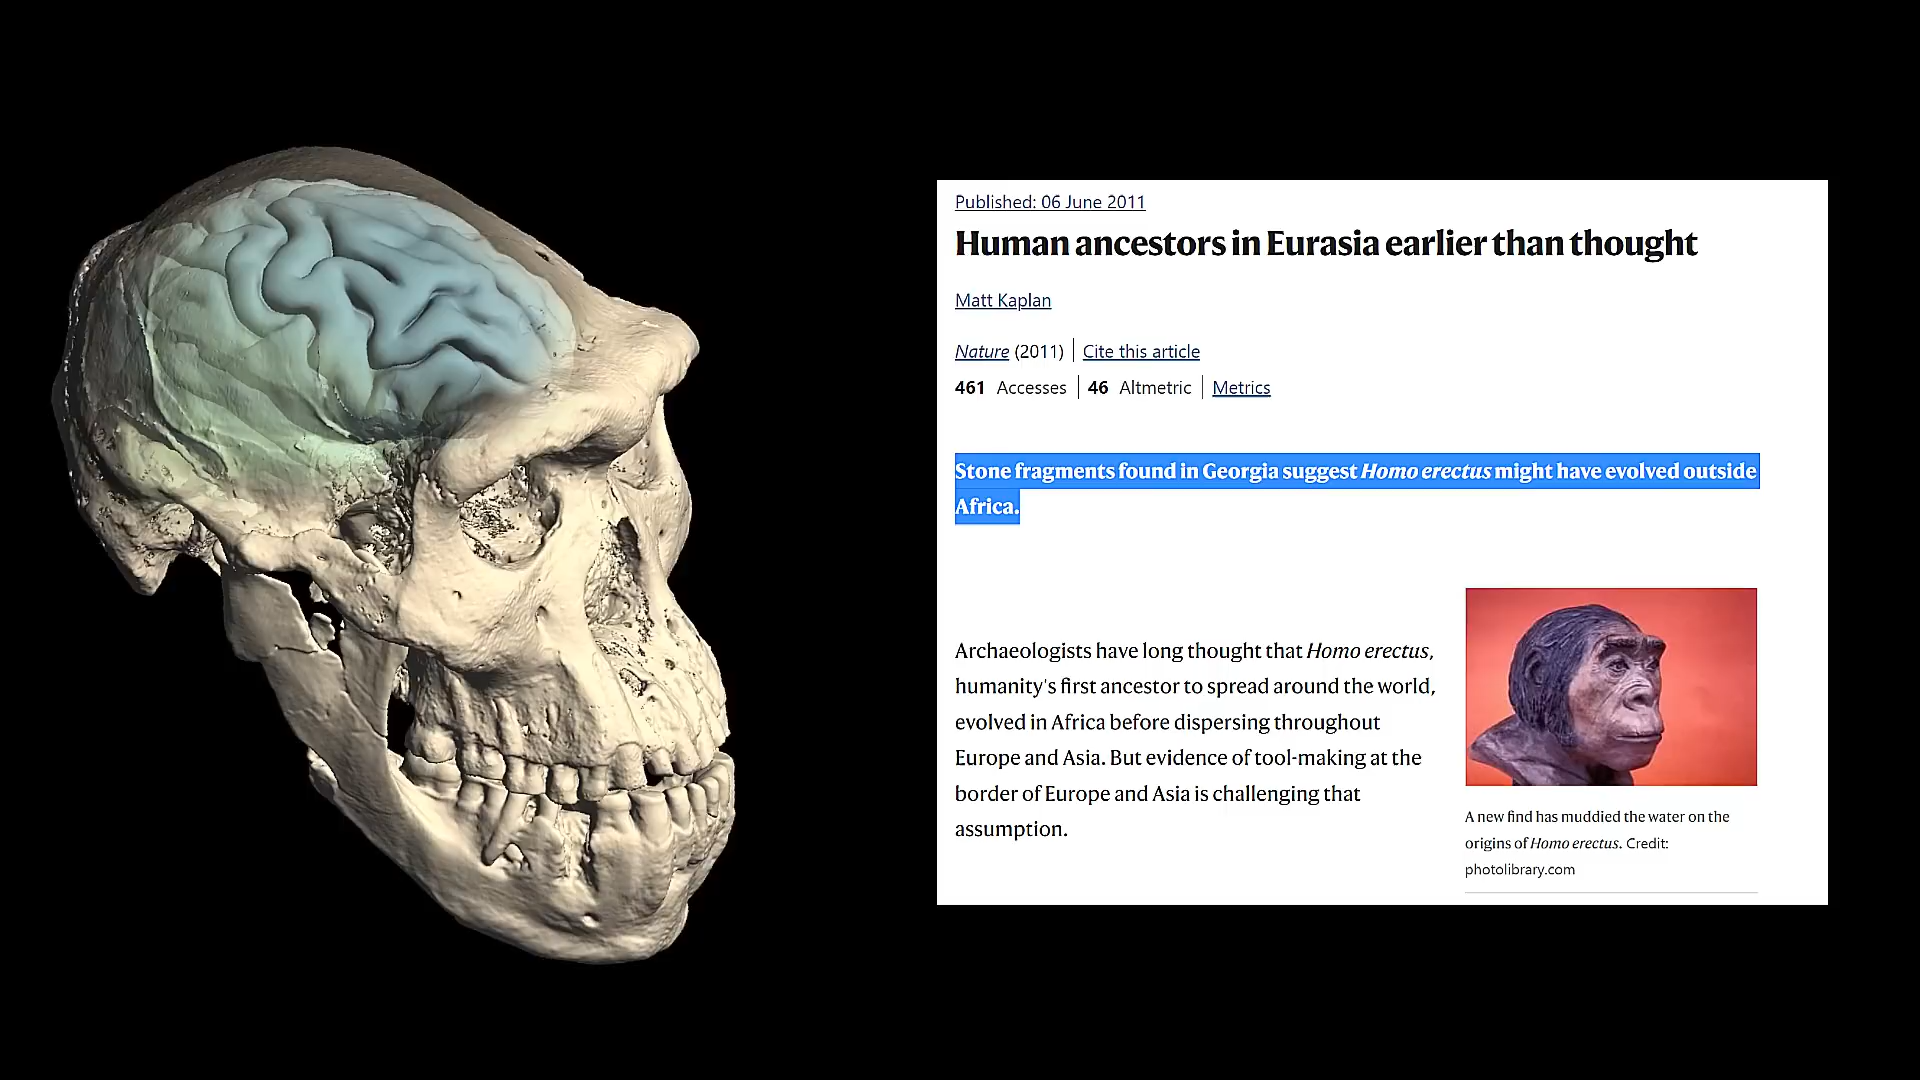 Published: 06 June 2011
Human ancestors in Eurasia earlier than thought
Matt Kaplan
Nature (2011) | Cite this article
461 Accesses | 46 Altmetric | Metrics
Stone fragments found in Georgia suggest Homo erectus might have evolved outside
Africa.
Archaeologists have long thought that Homo erectus,
humanity's first ancestor to spread around the world,
evolved in Africa before dispersing throughout
Europe and Asia. But evidence of tool-making at the
border of Europe and Asia is challenging that
assumption.
A new find has muddied the water on the
origins of Homo erectus. Credit:
photolibrary.com